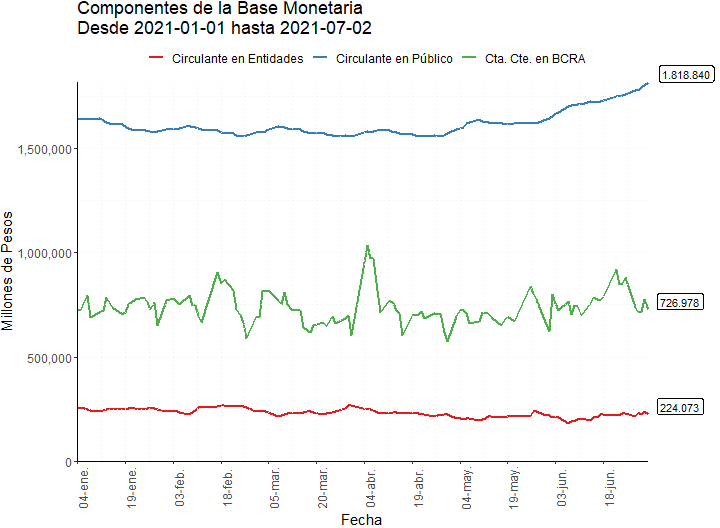 Componentes de la Base Monetaria
Desde 2021-01-01 hasta 2021-07-02
Circulante en Entidades Circulante en Público Cta. Cte. en BCRA
1.818.840
1,500,000
1,000,000
726.978
500,000
224.073
0
Millones de Pesos
04-ene. 19-ene. 03-feb. 18-feb. 05-mar. 20-mar. 04-abr. 19-abr. 04-may. 19-may. 03-jun. 18-jun.
Fecha